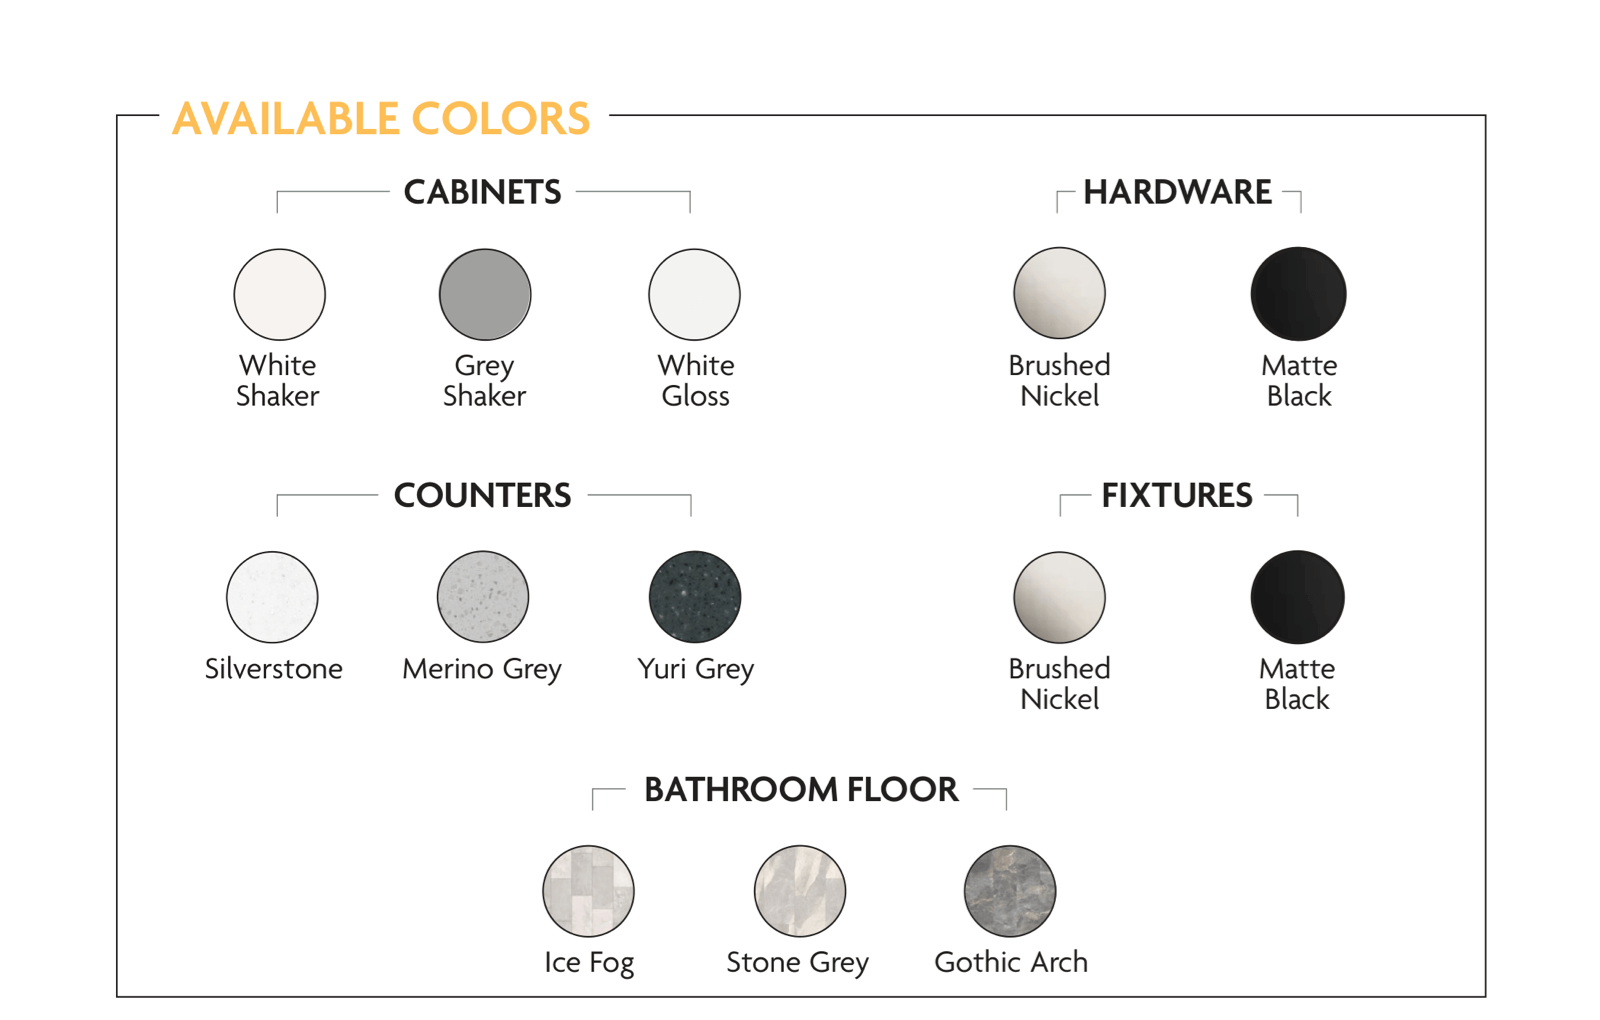 AVAILABLE COLORS
CABINETS
White
Shaker
Grey
Shaker
White
Gloss
HARDWARE
Brushed
Nickel
Matte
Black
COUNTERS
Silverstone
Merino Grey
Yuri Grey
FIXTURES
Brushed
Nickel
Matte
Black
BATHROOM FLOOR
Ice Fog
Stone Grey
Gothic Arch